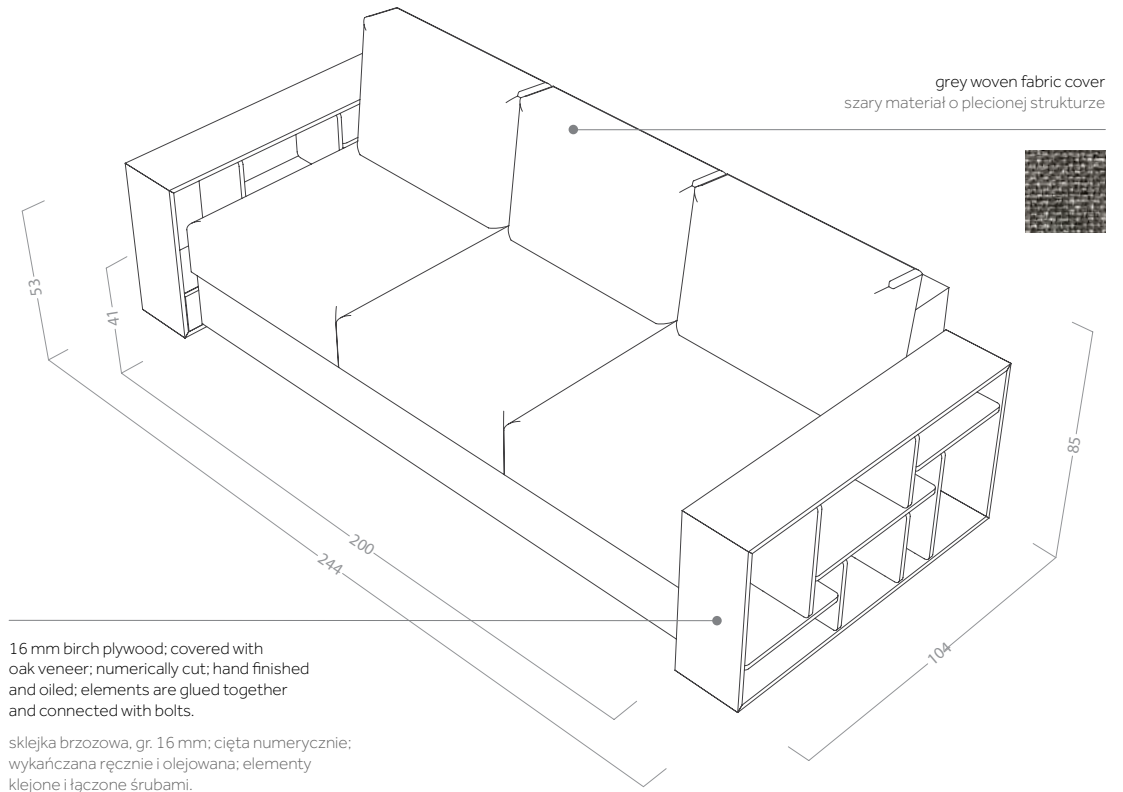 grey woven fabric cover
szary materiał o plecionej strukturze
53
41
85
200
244
104
16 mm birch plywood; covered with
oak veneer; numerically cut; hand finished
and oiled; elements are glued together
and connected with bolts.
sklejka brzozowa, gr. 16 mm; cięta numerycznie;
wykańczana ręcznie i olejowana; elementy
klejone i łączone śrubami.